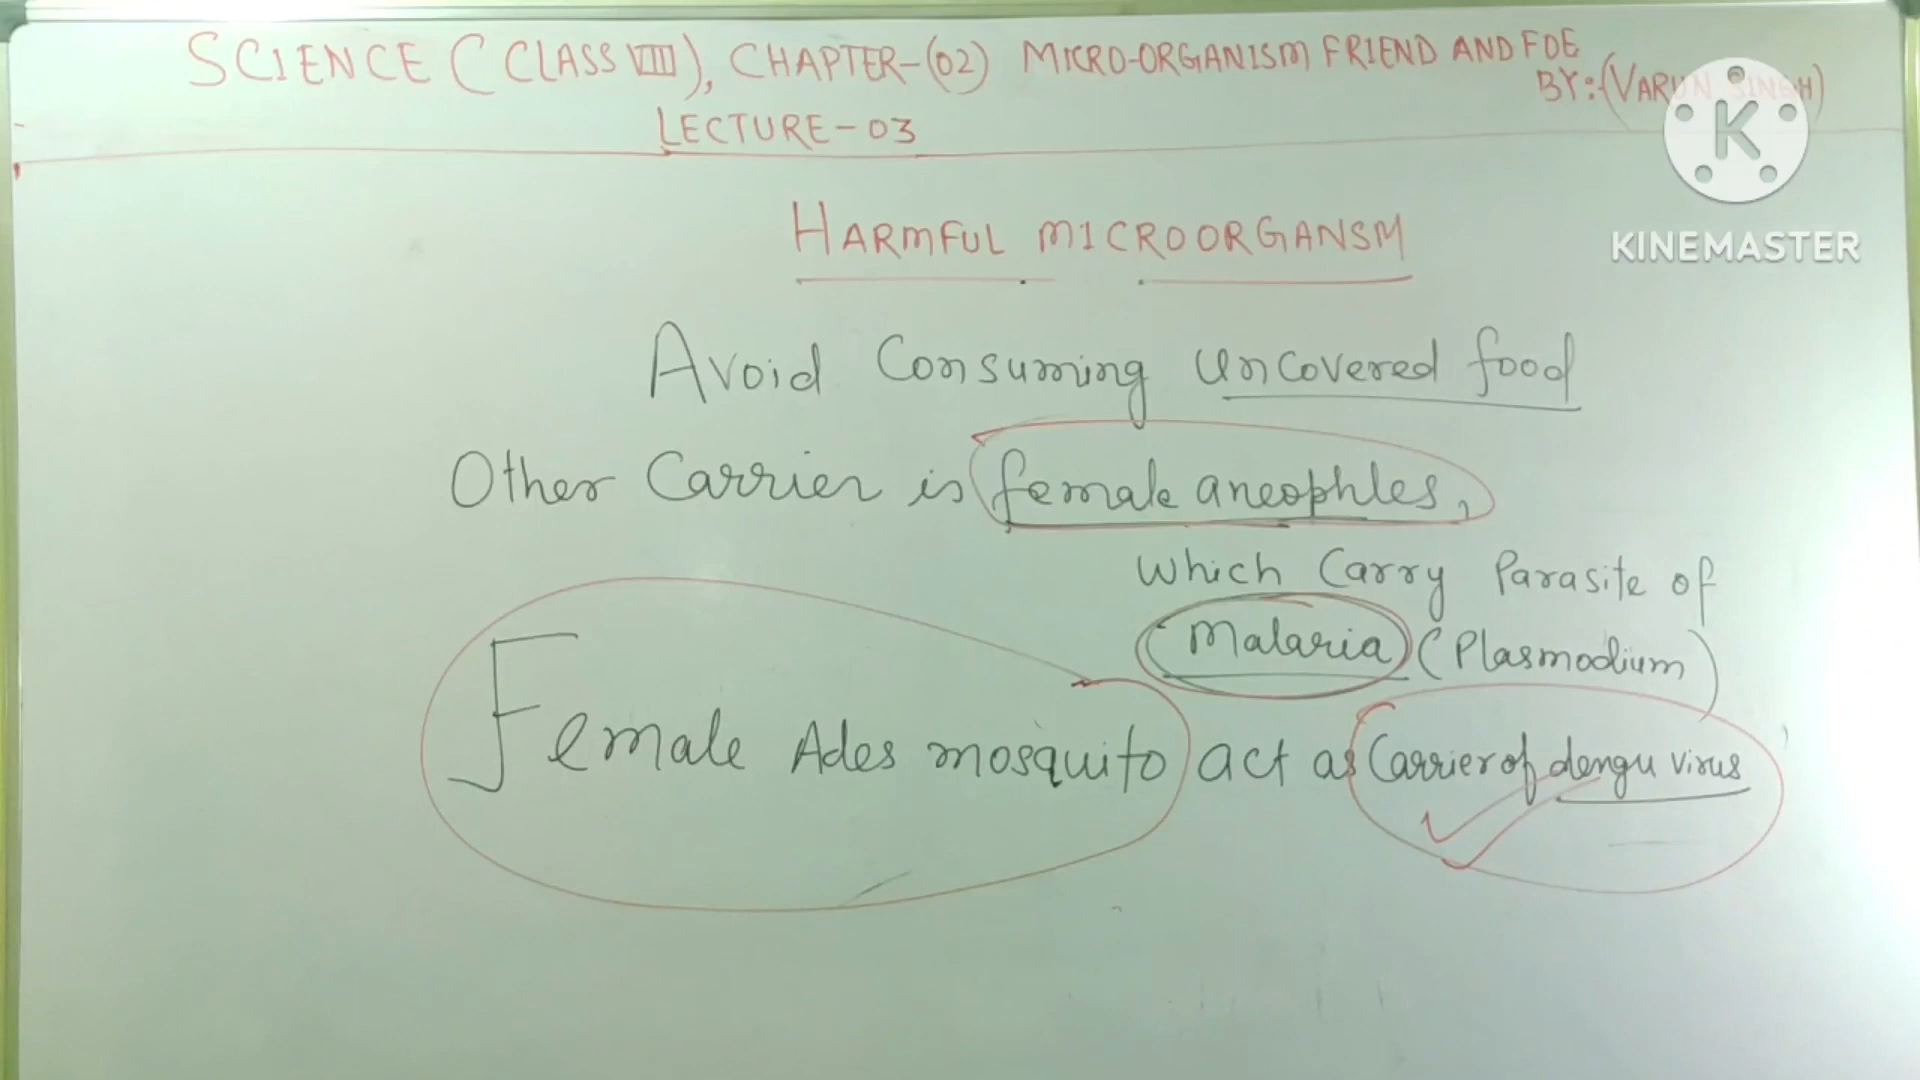 SCIENCE (CLASS VIII), CHAPTER-(02) MICRO-ORGANISM FRIEND AND FOE
BY:-(VARUN SINGH)
LECTURE-03
K
KINEMASTER
HARMFUL MICROORGANSM
Avoid Consuming Uncovered food
Other Carrier is female aneophles,
Which Carry Parasite of
Malaria (Plasmodium)
Female Ades mosquito act as Carrier of dengu virus